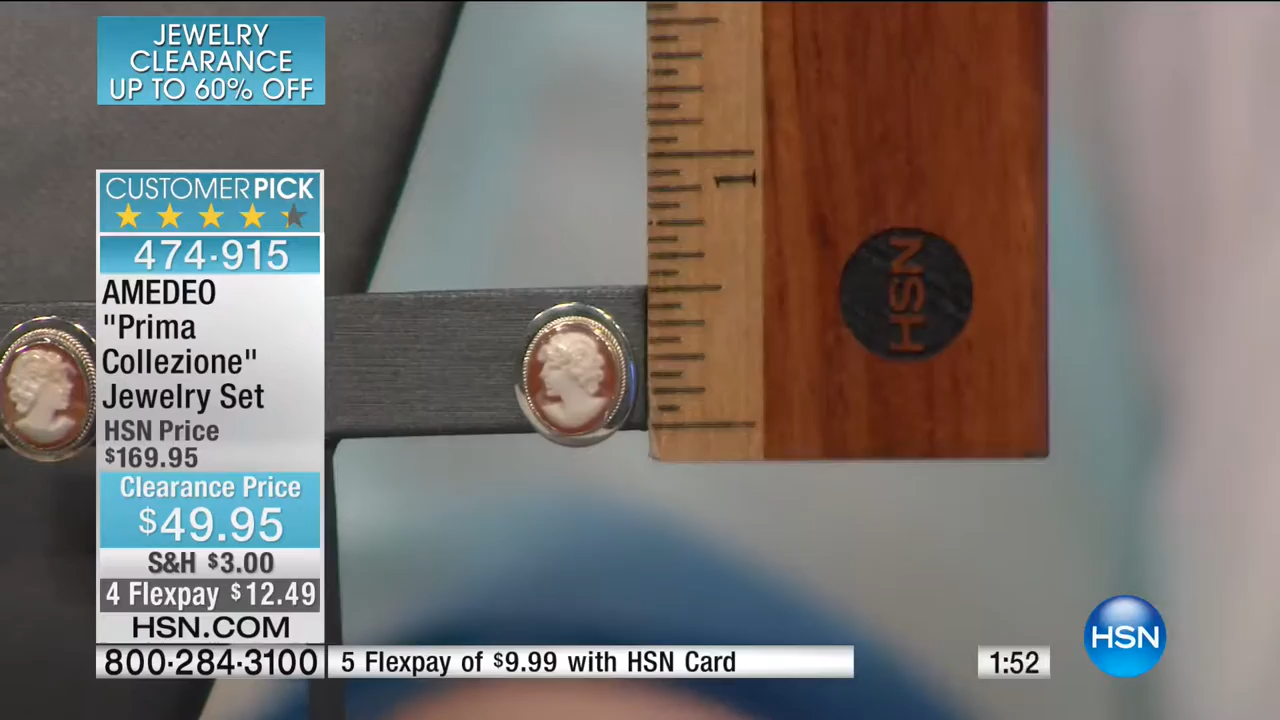 JEWELRY
CLEARANCE
UP TO 60% OFF
CUSTOMER PICK
474·915
AMEDEO
"Prima
Collezione"
Jewelry Set
HSN Price
$169.95
Clearance Price
$49.95
S&H $3.00
4 Flexpay $12.49
HSN.COM
800·284·3100
5 Flexpay of $9.99 with HSN Card
1:52
HSN
1
HSN